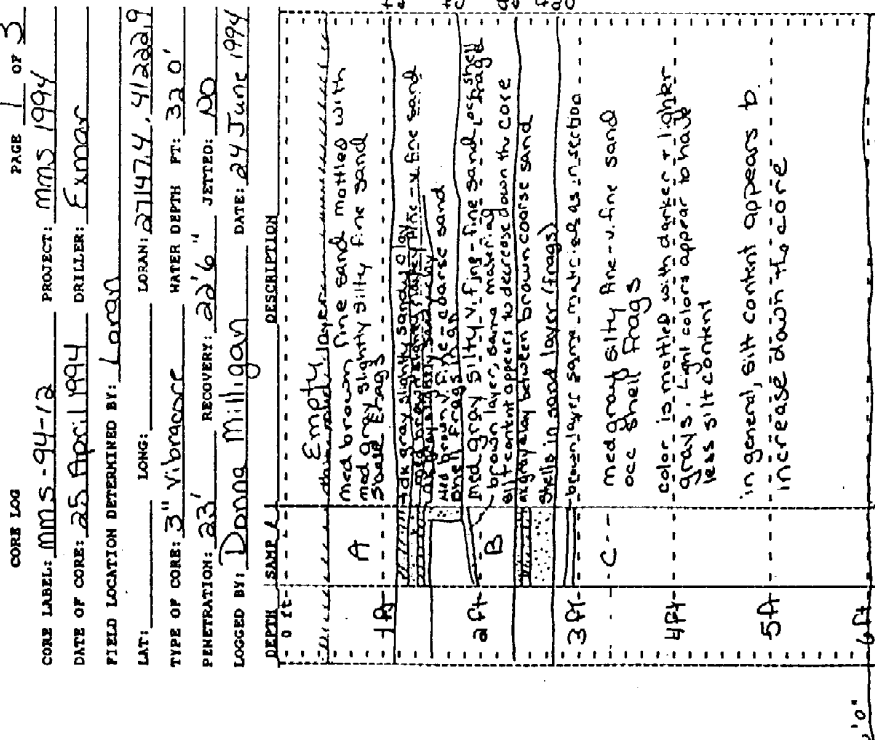 CORE LOG
PAGE 1 OF 3
CORE LABEL: mms-94-12 PROJECT: mms 1994
DATE OF CORE: 25 April 1994 DRILLER: Exmar
FIELD LOCATION DETERMINED BY: Loran
LAT: LONG: LORAN: 27147.4, 41222.9
TYPE OF CORE: 3" Vibracore WATER DEPTH FT: 32.0'
PENETRATION: 23' RECOVERY: 22'6" JETTED: NO
LOGGED BY: Donna Milligan DATE: 24 June 1994
DEPTH SAMP DESCRIPTION
0 ft
Empty
layer
A
med brown fine sand mottled with
med gray slightly silty fine sand
shell frags
1 ft
dk gray slightly sandy clay
med brown v. fine-coarse sand
shell frags
med gray silty v. fine-fine sand, occ shell frags
2 ft
brown layer, same material
B
silt content appears to decrease down the core
clay between brown coarse sand
shells in sand layer (frags)
brown layer same material as in section
3 ft
C
med gray silty fine-v. fine sand
occ shell frags
color is mottled with darker + lighter
4 ft
grays. Light colors appear to have
less silt content
in general, silt content appears to
5 ft
increase down the core
6 ft
'0"